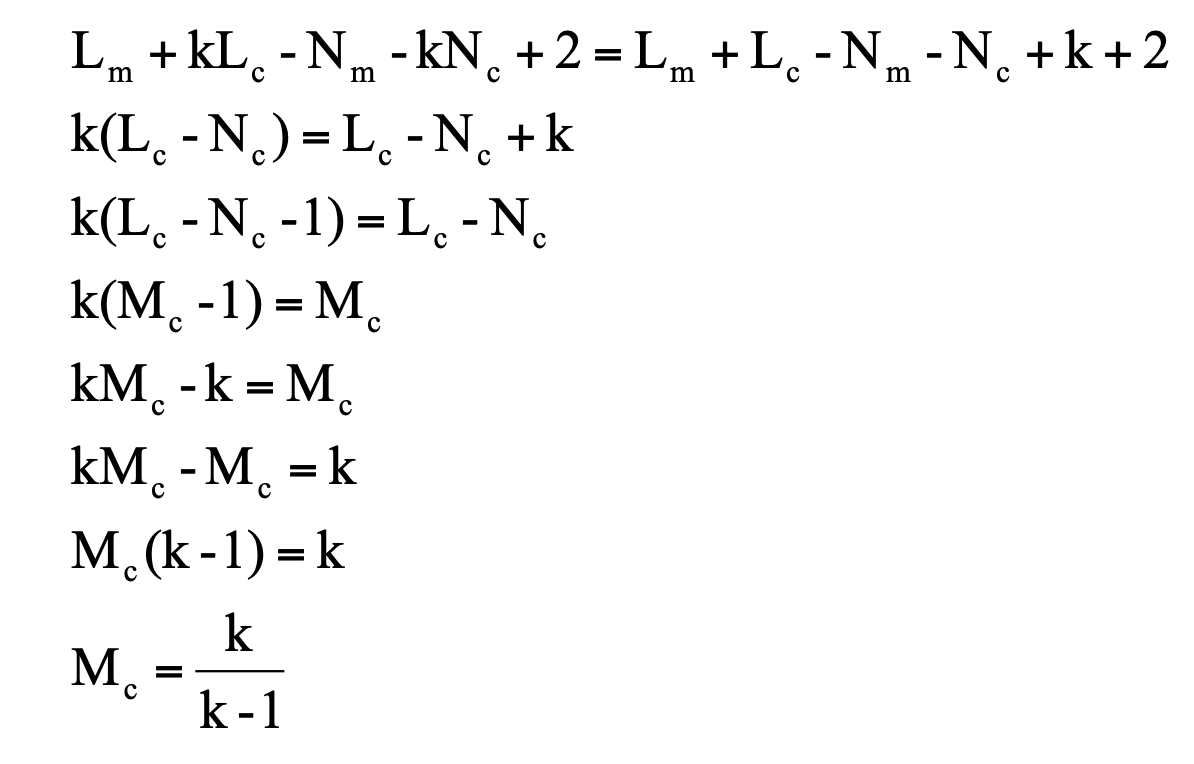 L_m + kL_c - N_m - kN_c + 2 = L_m + L_c - N_m - N_c + k + 2
k(L_c - N_c) = L_c - N_c + k
k(L_c - N_c - 1) = L_c - N_c
k(M_c - 1) = M_c
kM_c - k = M_c
kM_c - M_c = k
M_c(k - 1) = k
M_c = \frac{k}{k - 1}